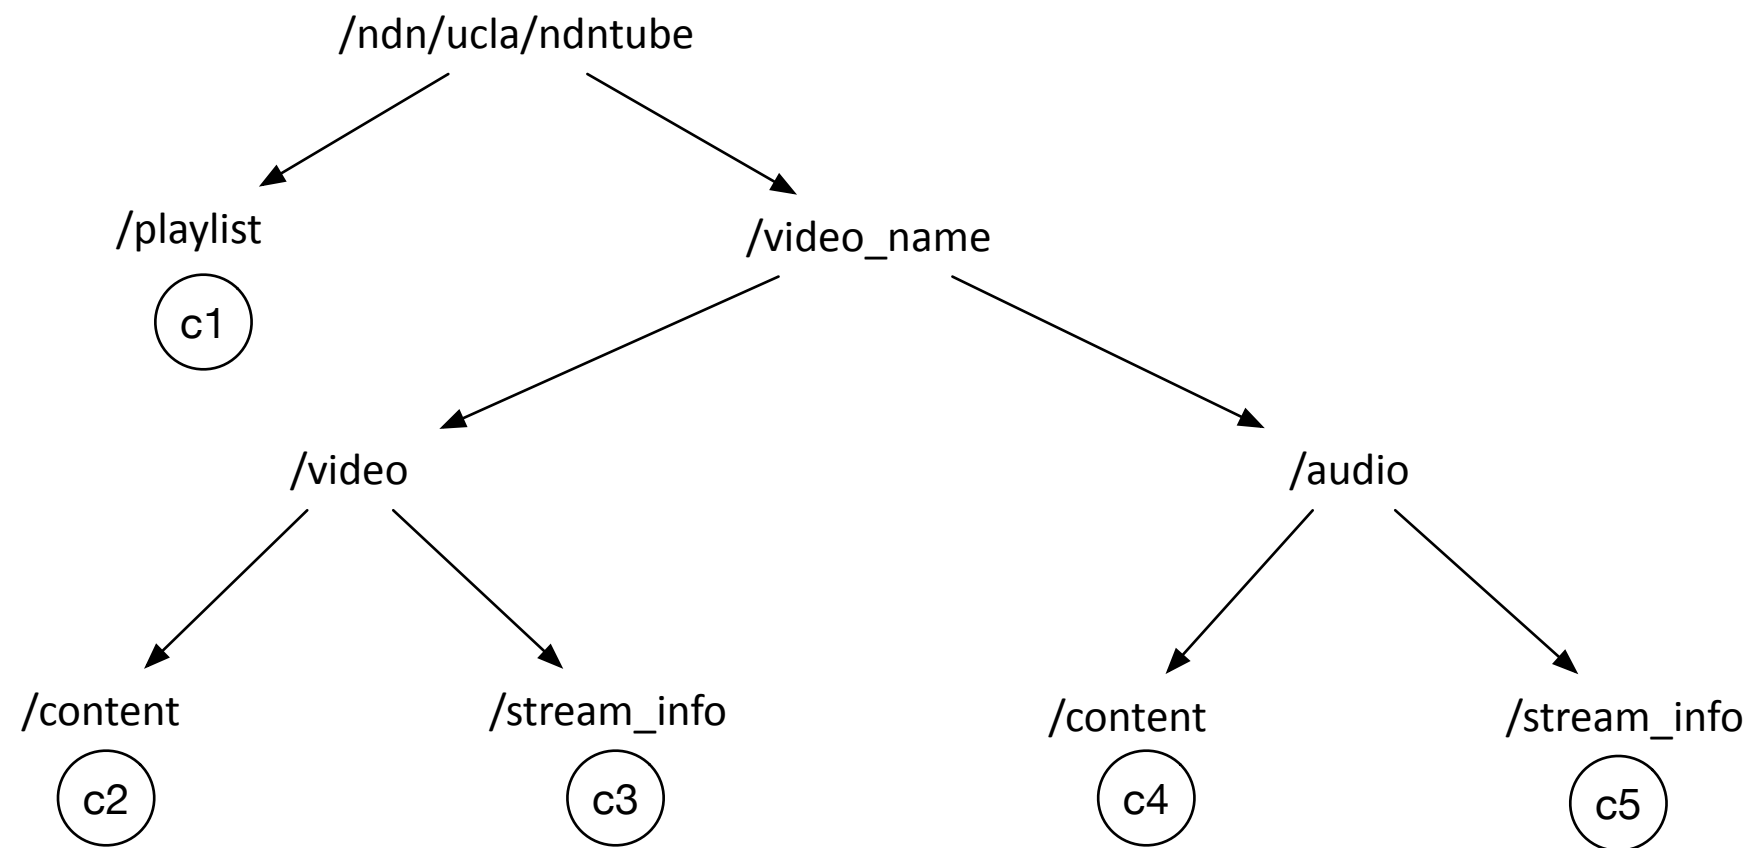 /ndn/ucla/ndntube
/playlist
/video_name
c1
/video
/audio
/content
/stream_info
/content
/stream_info
c2
c3
c4
c5